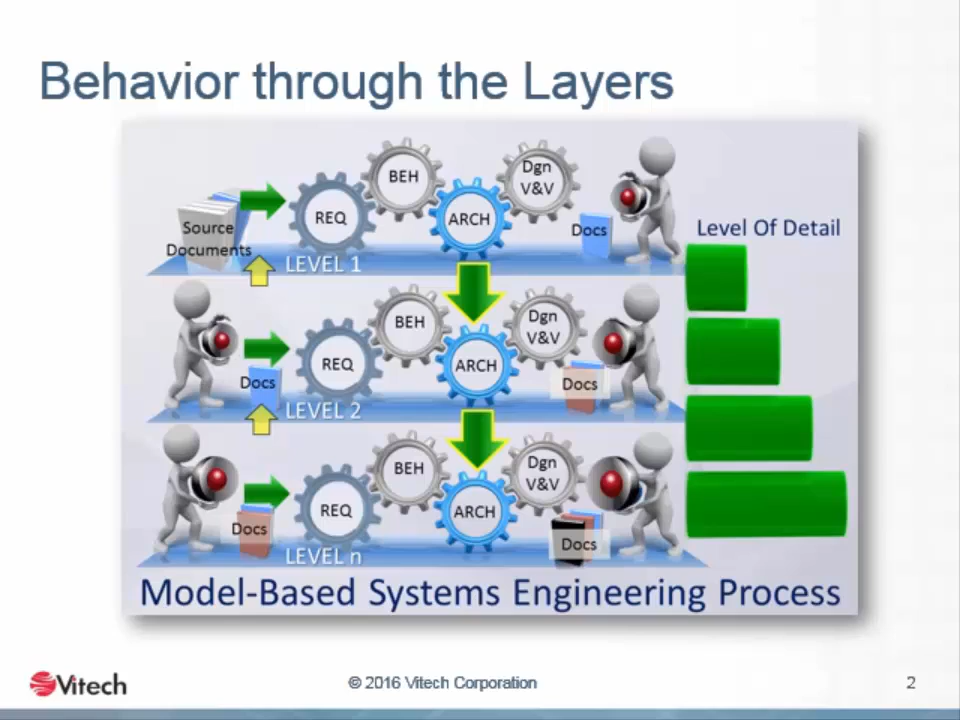 Behavior through the Layers
Source
Documents
REQ
BEH
ARCH
Dgn
V&V
Docs
LEVEL 1
Level Of Detail
Docs
REQ
BEH
ARCH
Dgn
V&V
Docs
LEVEL 2
Docs
REQ
BEH
ARCH
Dgn
V&V
Docs
LEVEL n
Model-Based Systems Engineering Process
Vitech
© 2016 Vitech Corporation
2